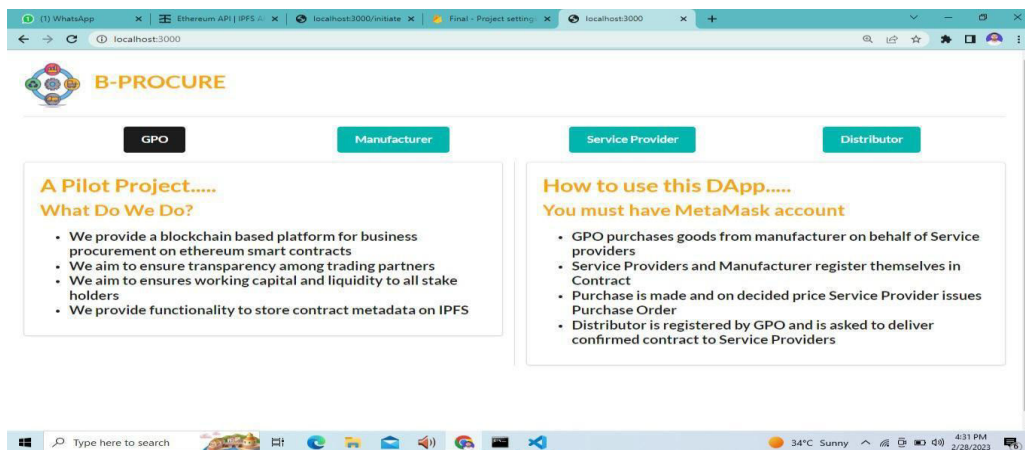 (1) WhatsApp
Ethereum API | IPFS A
localhost:3000/initiate
Final - Project setting
localhost:3000
localhost:3000
B-PROCURE
GPO
Manufacturer
Service Provider
Distributor
A Pilot Project.....
What Do We Do?
• We provide a blockchain based platform for business
procurement on ethereum smart contracts
• We aim to ensure transparency among trading partners
• We aim to ensures working capital and liquidity to all stake
holders
• We provide functionality to store contract metadata on IPFS
How to use this DApp.....
You must have MetaMask account
• GPO purchases goods from manufacturer on behalf of Service
providers
• Service Providers and Manufacturer register themselves in
Contract
• Purchase is made and on decided price Service Provider issues
Purchase Order
• Distributor is registered by GPO and is asked to deliver
confirmed contract to Service Providers
Type here to search
34°C Sunny
4:31 PM
2/28/2023